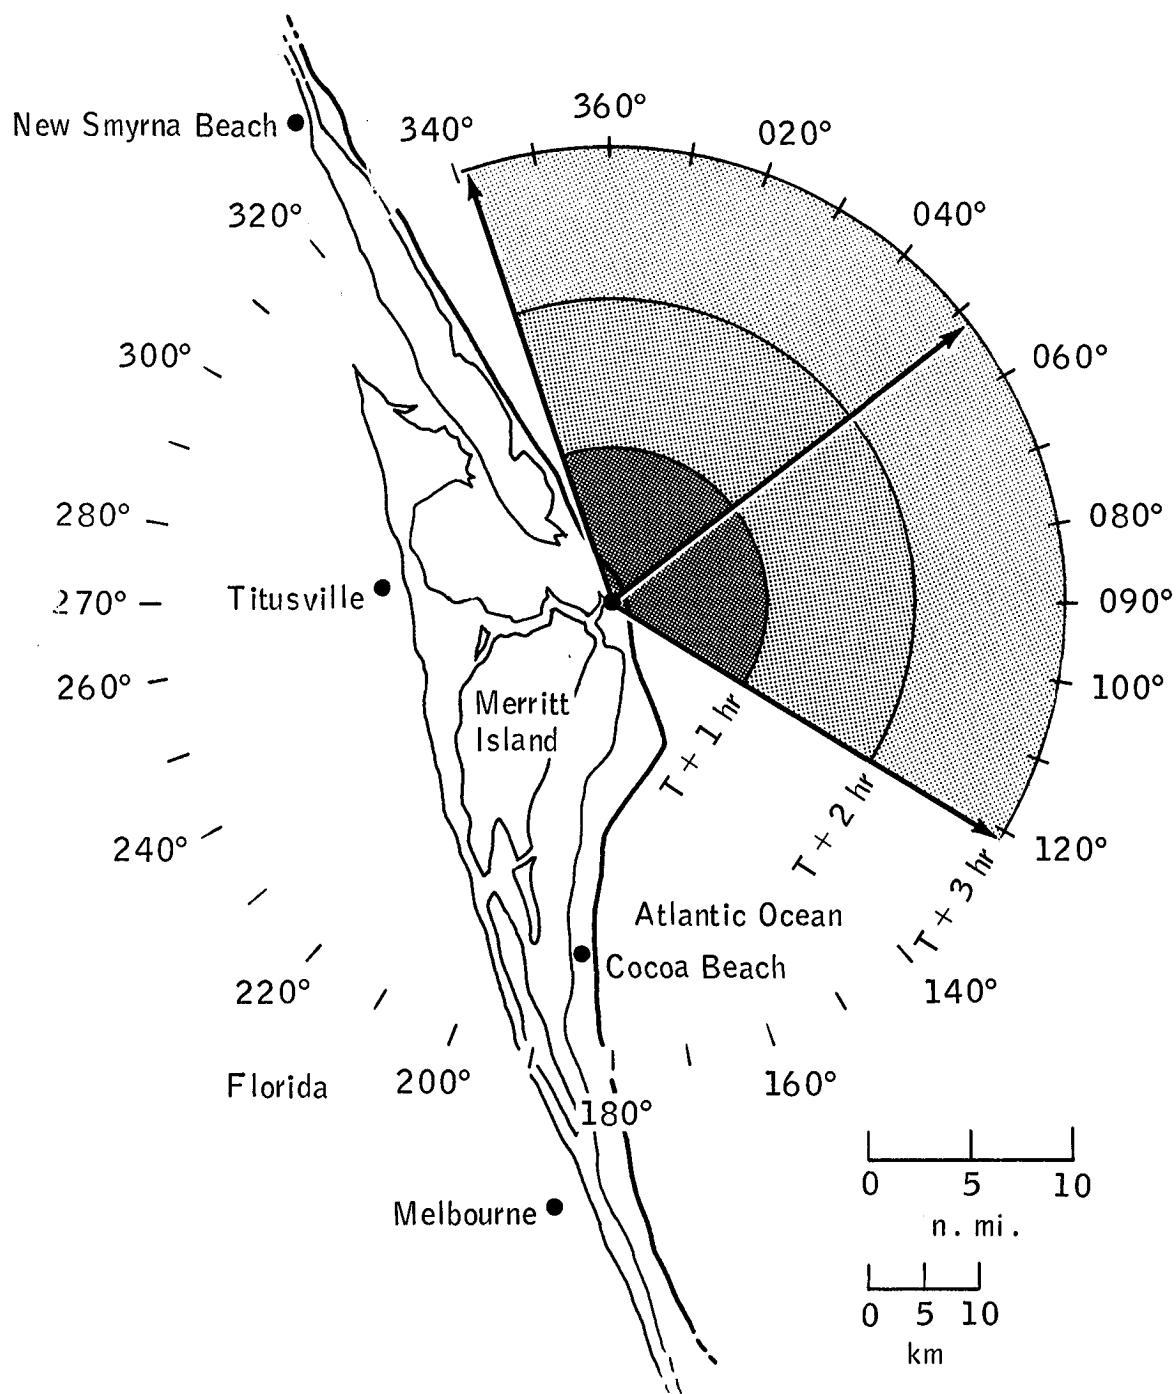 360°
New Smyrna Beach
340°
020°
320°
040°
300°
060°
280°
080°
Titusville
270°
090°
260°
100°
Merritt
Island
T + 1 hr
T + 2 hr
T + 3 hr
240°
120°
Atlantic Ocean
Cocoa Beach
220°
140°
Florida
200°
160°
180°
Melbourne
0 5 10
n. mi.
0 5 10
km